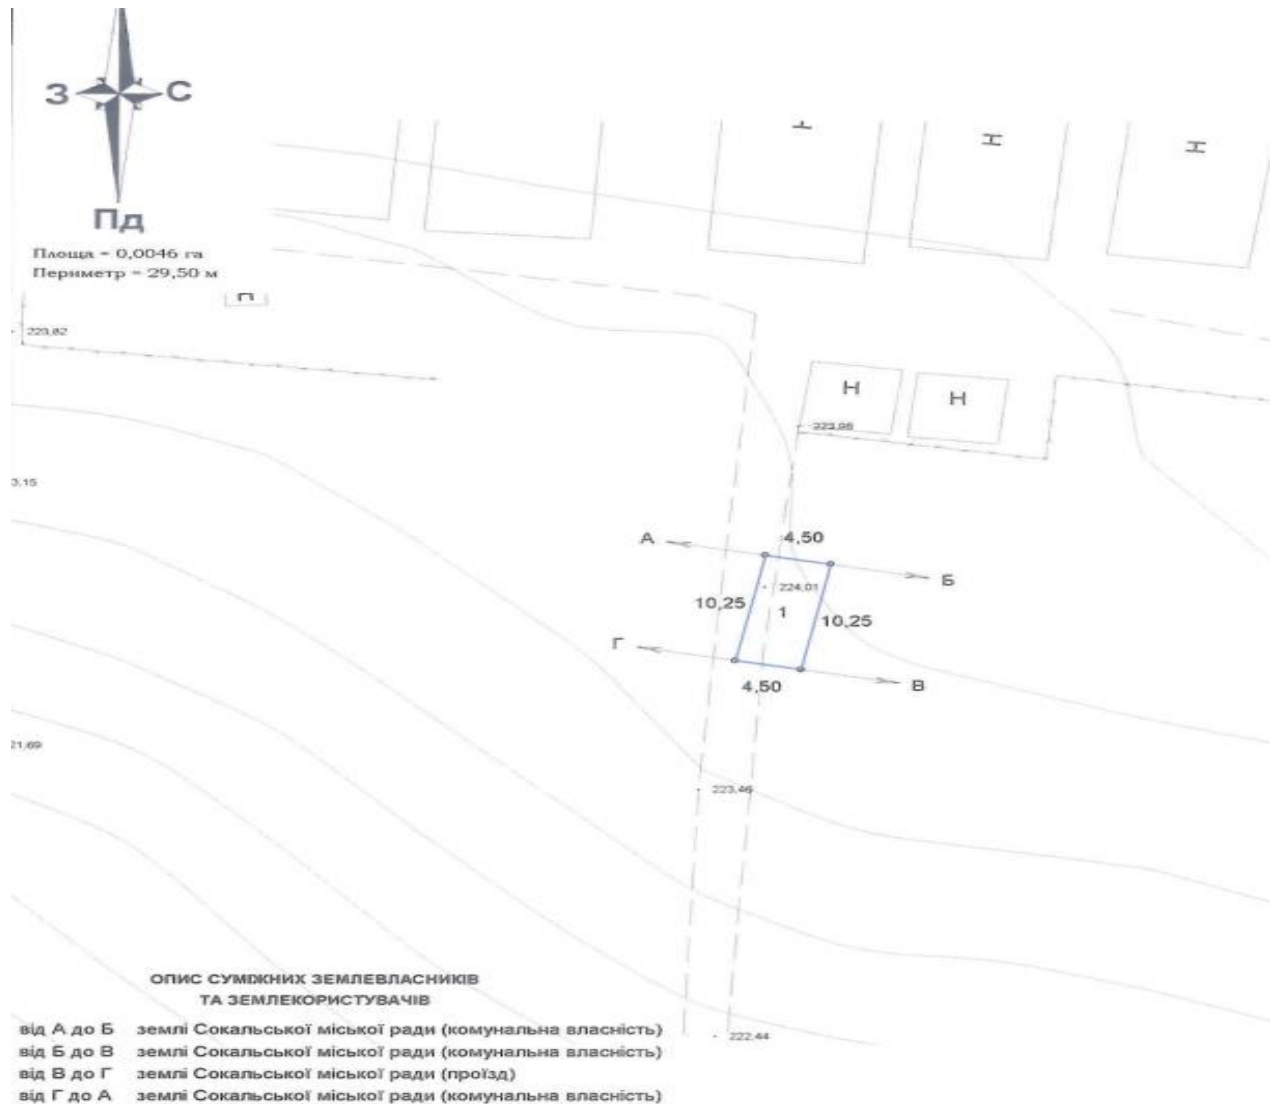 З С
Пд
Площа = 0,0046 га
Периметр = 29,50 м
Н Н Н
П
223,82
Н Н
223,95
3,15
А 4,50
Б
224,01
10,25 1 10,25
Г
4,50 В
21,69
223,46
ОПИС СУМІЖНИХ ЗЕМЛЕВЛАСНИКІВ
ТА ЗЕМЛЕКОРИСТУВАЧІВ
від А до Б землі Сокальської міської ради (комунальна власність)
від Б до В землі Сокальської міської ради (комунальна власність)
від В до Г землі Сокальської міської ради (проїзд)
від Г до А землі Сокальської міської ради (комунальна власність)
222,44